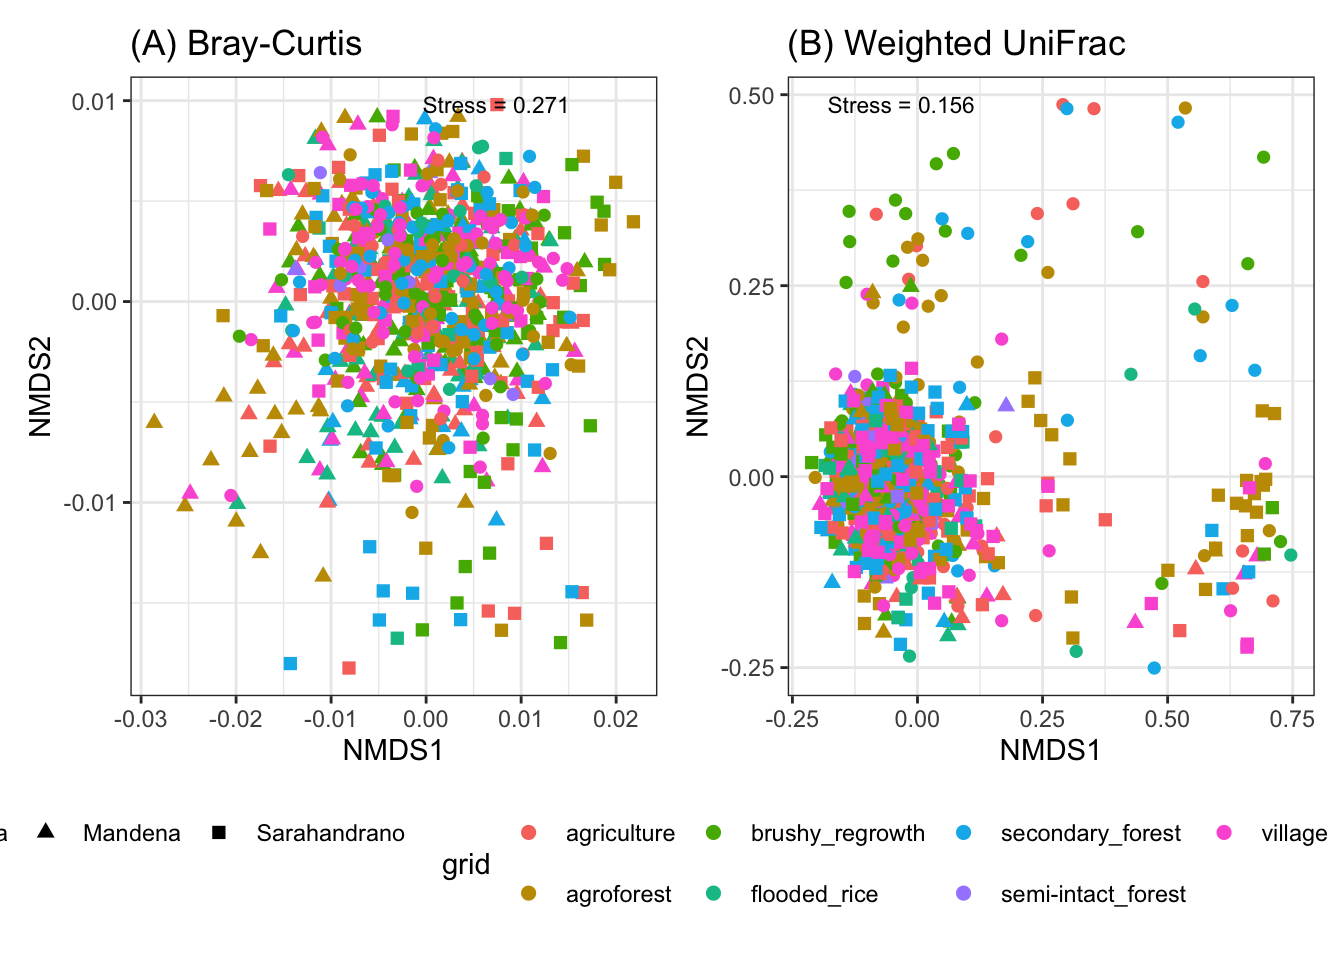 (A) Bray-Curtis
(B) Weighted UniFrac
Stress = 0.271
Stress = 0.156
0.01
0.00
-0.01
NMDS2
-0.03 -0.02 -0.01 0.00 0.01 0.02
NMDS1
0.50
0.25
0.00
-0.25
NMDS2
-0.25 0.00 0.25 0.50 0.75
NMDS1
a Mandena Sarahandrano
grid
agriculture brushy_regrowth secondary_forest village
agroforest flooded_rice semi-intact_forest